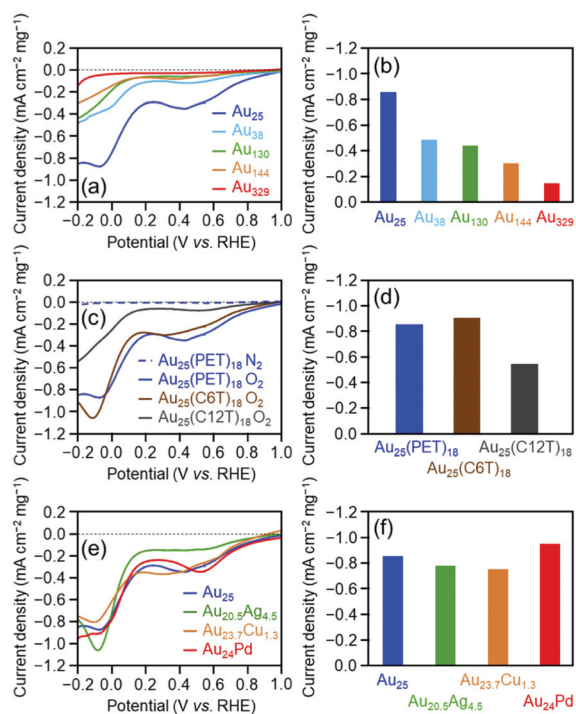 0.2
0.0
−0.2
−0.4
−0.6
−0.8
−1.0
−0.2 0.0 0.2 0.4 0.6 0.8 1.0
Current density (mA cm⁻² mg⁻¹)
Potential (V vs. RHE)
(a)
Au₂₅
Au₃₈
Au₁₃₀
Au₁₄₄
Au₃₂₉
−1.2
−1.0
−0.8
−0.6
−0.4
−0.2
0.0
Current density (mA cm⁻² mg⁻¹)
(b)
Au₂₅ Au₃₈ Au₁₃₀ Au₁₄₄ Au₃₂₉
0.2
0.0
−0.2
−0.4
−0.6
−0.8
−1.0
−1.2
−0.2 0.0 0.2 0.4 0.6 0.8 1.0
Current density (mA cm⁻² mg⁻¹)
Potential (V vs. RHE)
(c)
Au₂₅(PET)₁₈ N₂
Au₂₅(PET)₁₈ O₂
Au₂₅(C6T)₁₈ O₂
Au₂₅(C12T)₁₈ O₂
−1.2
−1.0
−0.8
−0.6
−0.4
−0.2
0.0
Current density (mA cm⁻² mg⁻¹)
(d)
Au₂₅(PET)₁₈ Au₂₅(C12T)₁₈
Au₂₅(C6T)₁₈
0.2
0.0
−0.2
−0.4
−0.6
−0.8
−1.0
−1.2
−0.2 0.0 0.2 0.4 0.6 0.8 1.0
Current density (mA cm⁻² mg⁻¹)
Potential (V vs. RHE)
(e)
Au₂₅
Au₂₀.₅Ag₄.₅
Au₂₃.₇Cu₁.₃
Au₂₄Pd
−1.2
−1.0
−0.8
−0.6
−0.4
−0.2
0.0
Current density (mA cm⁻² mg⁻¹)
(f)
Au₂₅ Au₂₃.₇Cu₁.₃
Au₂₀.₅Ag₄.₅ Au₂₄Pd